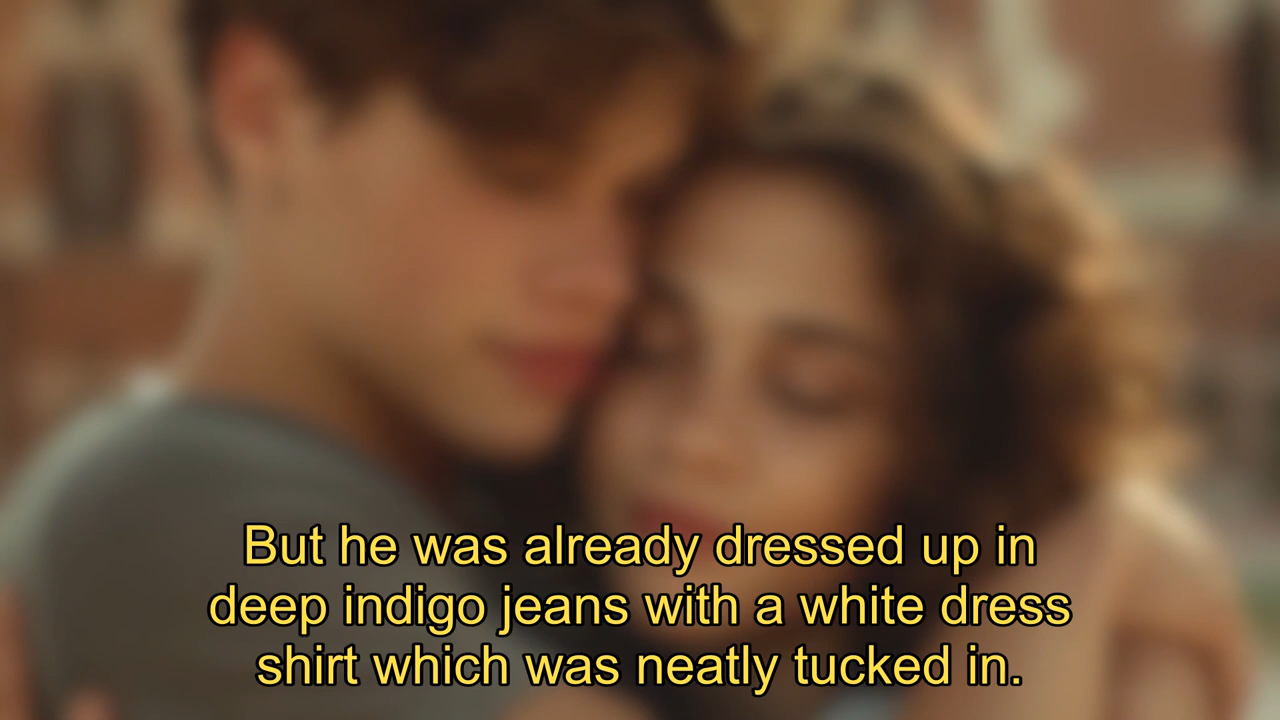 But he was already dressed up in
deep indigo jeans with a white dress
shirt which was neatly tucked in.